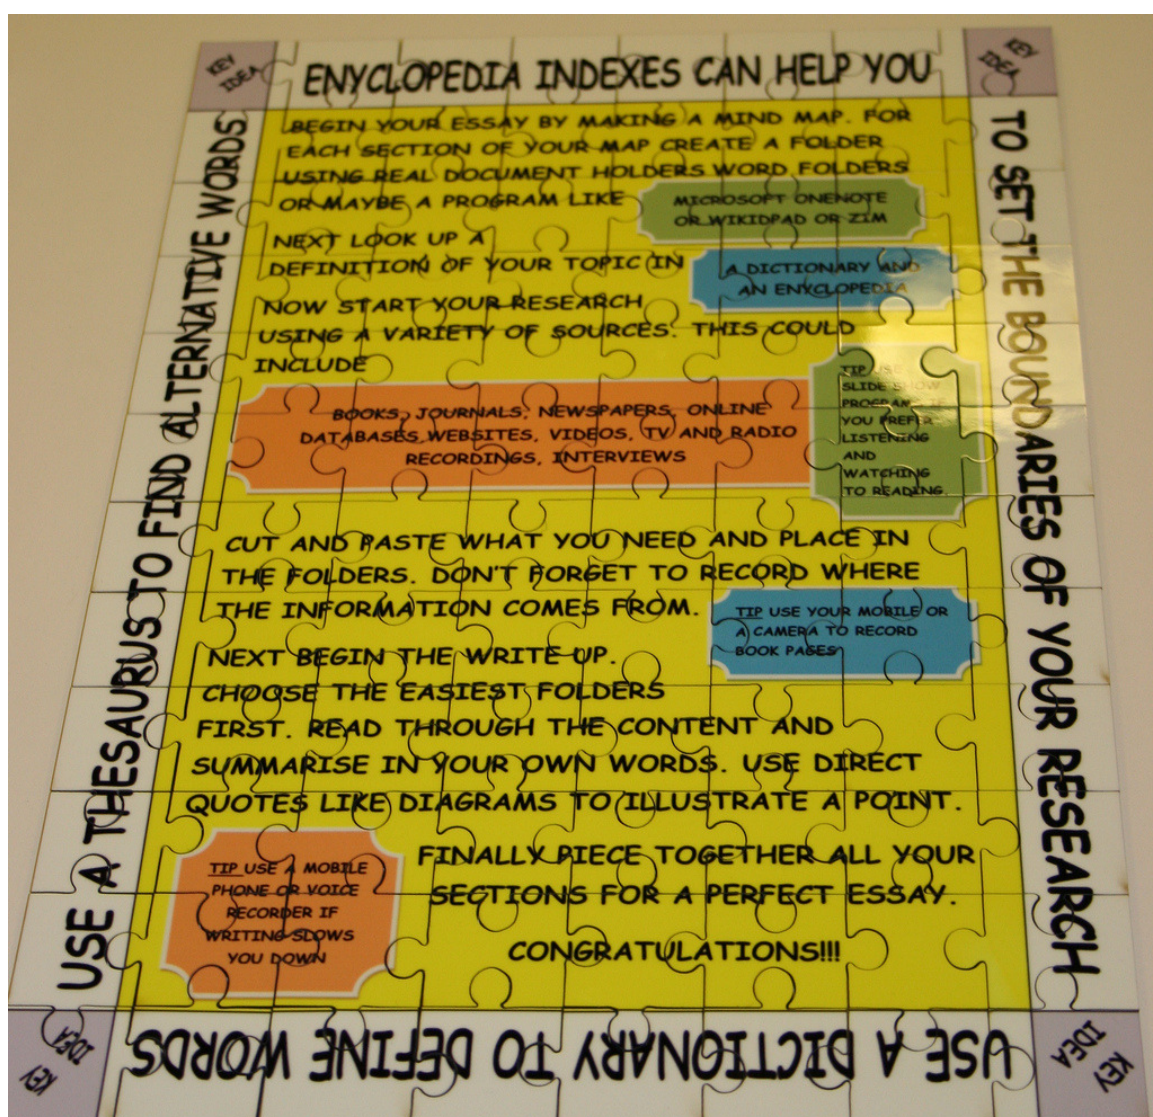 KEY
IDEA
ENYCLOPEDIA INDEXES CAN HELP YOU
KEY
IDEA
TO SET THE BOUNDARIES OF YOUR RESEARCH
BEGIN YOUR ESSAY BY MAKING A MIND MAP. FOR
EACH SECTION OF YOUR MAP CREATE A FOLDER
USING REAL DOCUMENT HOLDERS WORD FOLDERS
OR MAYBE A PROGRAM LIKE
MICROSOFT ONENOTE
OR WIKIDPAD OR ZIM
NEXT LOOK UP A
DEFINITION OF YOUR TOPIC IN
A DICTIONARY AND
AN ENYCLOPEDIA
NOW START YOUR RESEARCH
USING A VARIETY OF SOURCES. THIS COULD
INCLUDE
BOOKS, JOURNALS, NEWSPAPERS, ONLINE
DATABASES, WEBSITES, VIDEOS, TV AND RADIO
RECORDINGS, INTERVIEWS
TIP USE
SLIDE SHOW
PROGRAMS IF
YOU PREFER
LISTENING
AND
WATCHING
TO READING.
CUT AND PASTE WHAT YOU NEED AND PLACE IN
THE FOLDERS. DON'T FORGET TO RECORD WHERE
THE INFORMATION COMES FROM.
TIP USE YOUR MOBILE OR
A CAMERA TO RECORD
BOOK PAGES
NEXT BEGIN THE WRITE UP.
CHOOSE THE EASIEST FOLDERS
FIRST. READ THROUGH THE CONTENT AND
SUMMARISE IN YOUR OWN WORDS. USE DIRECT
QUOTES LIKE DIAGRAMS TO ILLUSTRATE A POINT.
TIP USE A MOBILE
PHONE OR VOICE
RECORDER IF
WRITING SLOWS
YOU DOWN
FINALLY PIECE TOGETHER ALL YOUR
SECTIONS FOR A PERFECT ESSAY.
CONGRATULATIONS!!!
KEY
IDEA
USE A DICTIONARY TO DEFINE WORDS
KEY
IDEA
USE A THESAURUS TO FIND ALTERNATIVE WORDS